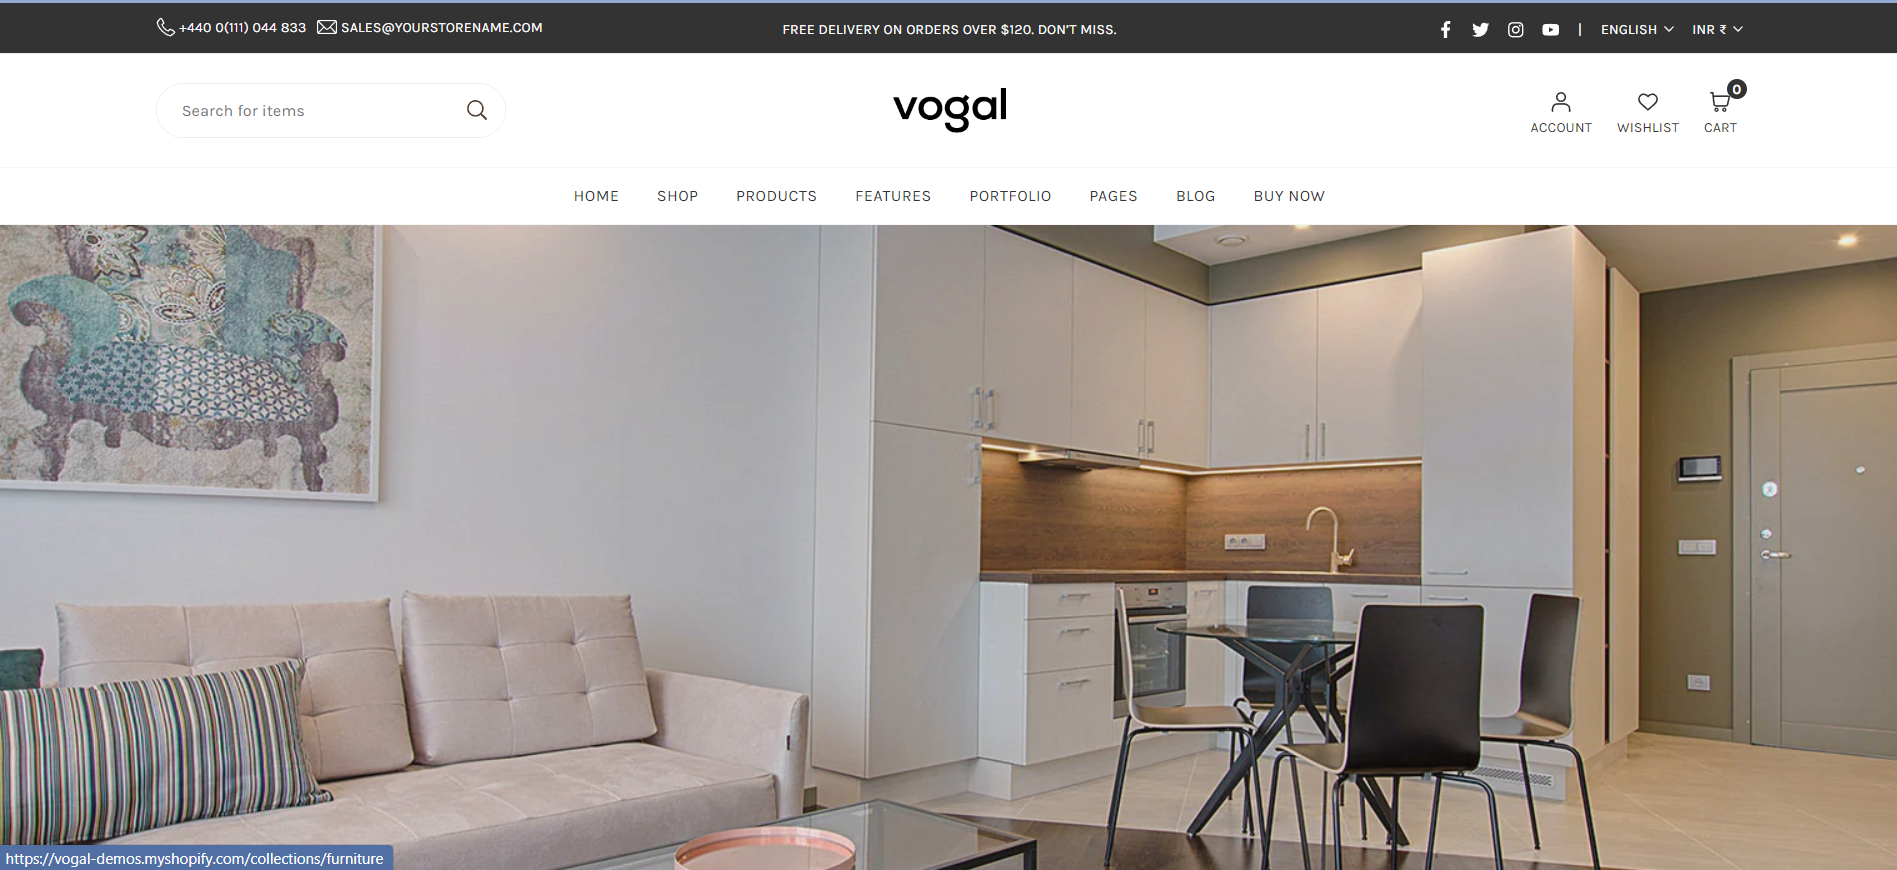 +440 0(111) 044 833 SALES@YOURSTORENAME.COM
FREE DELIVERY ON ORDERS OVER $120. DON'T MISS.
| ENGLISH INR ₹
Search for items
vogal
0
ACCOUNT WISHLIST CART
HOME SHOP PRODUCTS FEATURES PORTFOLIO PAGES BLOG BUY NOW
https://vogal-demos.myshopify.com/collections/furniture